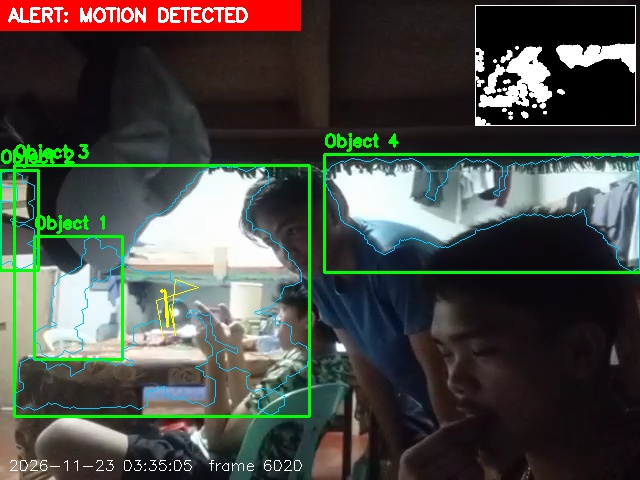 ALERT: MOTION DETECTED
Object 4
Object 2
Object 3
Object 1
2026-11-23 03:35:05 frame 6020